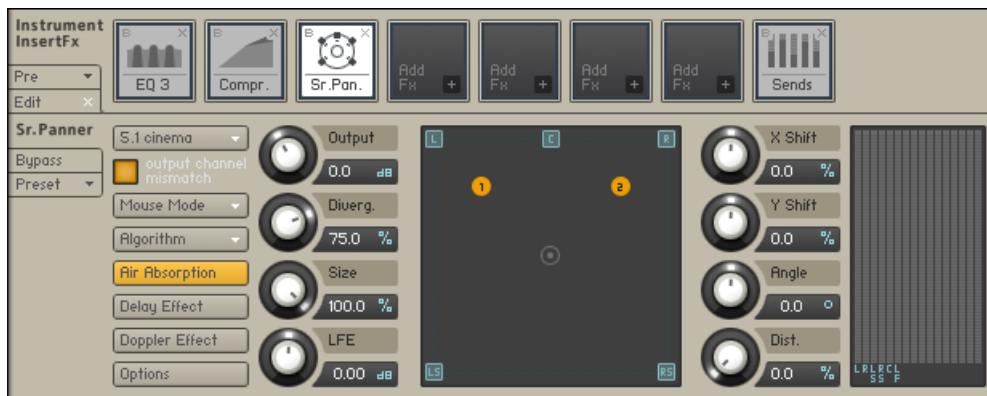 Instrument
InsertFx
Pre
Edit ×
B X
EQ 3
B X
Compr.
B X
Sr.Pan.
Add
Fx +
Add
Fx +
Add
Fx +
Add
Fx +
B X
Sends
Sr.Panner
Bypass
Preset
5.1 cinema
output channel
mismatch
Mouse Mode
Algorithm
Air Absorption
Delay Effect
Doppler Effect
Options
Output
0.0 dB
Diverg.
75.0 %
Size
100.0 %
LFE
0.00 dB
L C R
1 2
LS RS
X Shift
0.0 %
Y Shift
0.0 %
Angle
0.0 o
Dist.
0.0 %
LRLRCL
SS F